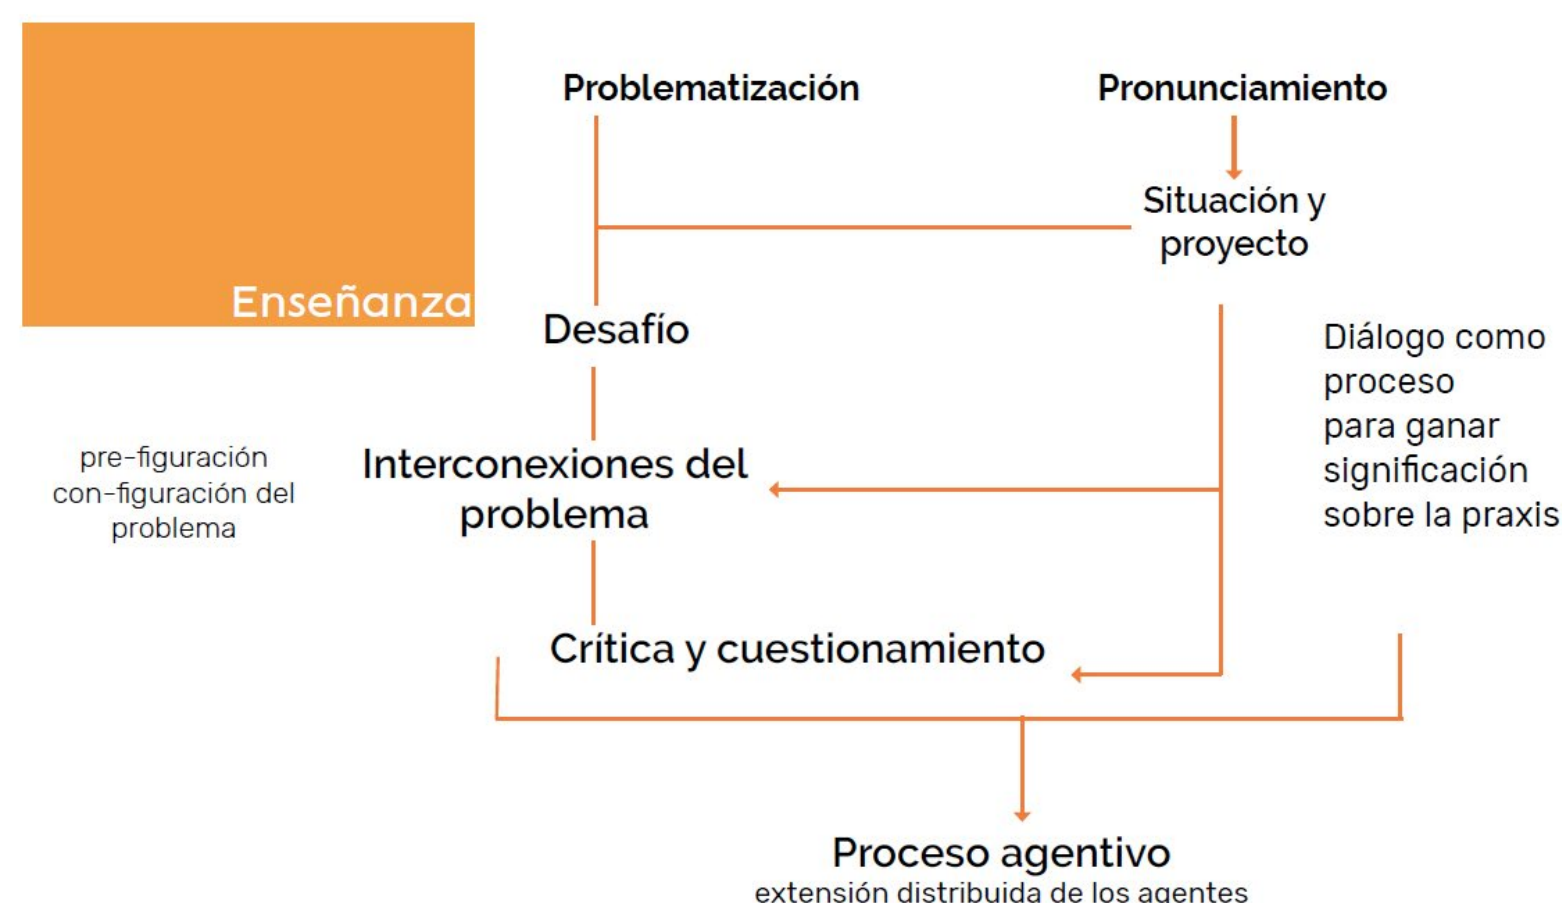 Problematización
Pronunciamiento
Situación y
proyecto
Enseñanza
Desafío
Diálogo como
proceso
para ganar
significación
sobre la praxis
pre-figuración
con-figuración del
problema
Interconexiones del
problema
Crítica y cuestionamiento
Proceso agentivo
extensión distribuida de los agentes